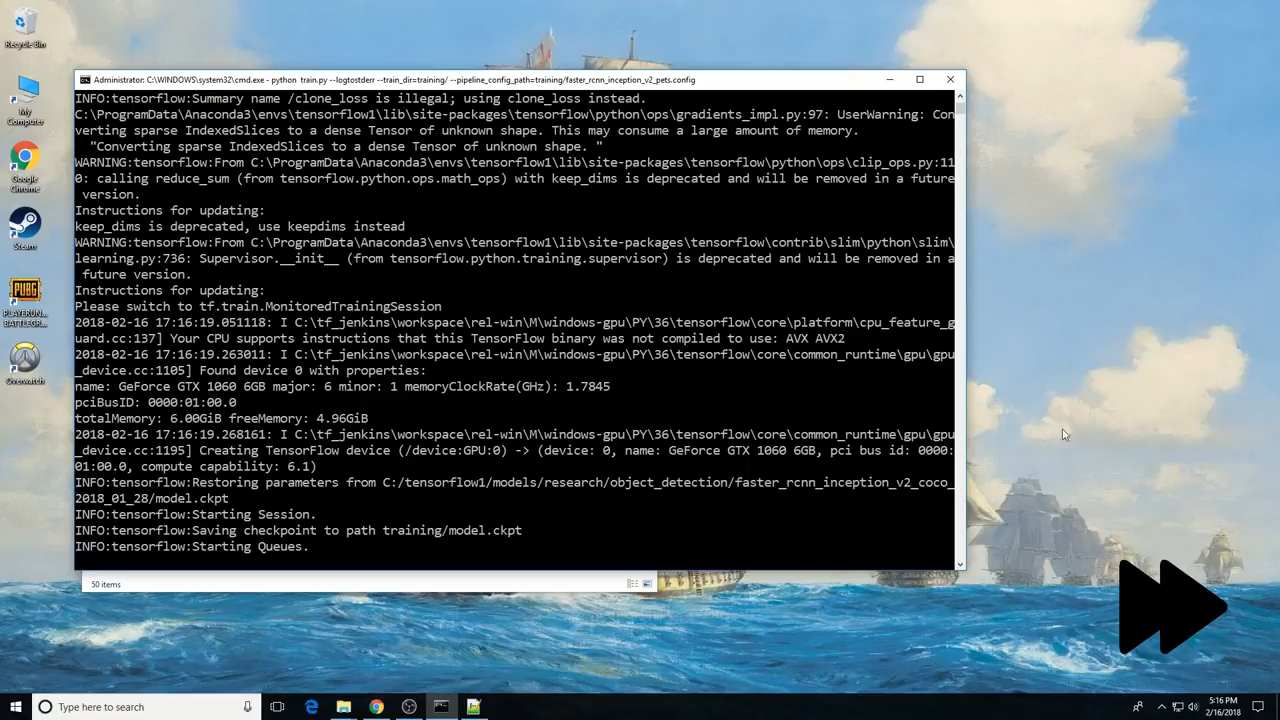 Recycle Bin
My
Computer
Google
Chrome
Steam
PUBG
PLAYERUN...
BATTLEGR...
Overwatch
Administrator: C:\WINDOWS\system32\cmd.exe - python  train.py --logtostderr --train_dir=training/ --pipeline_config_path=training/faster_rcnn_inception_v2_pets.config
INFO:tensorflow:Summary name /clone_loss is illegal; using clone_loss instead.
C:\ProgramData\Anaconda3\envs\tensorflow1\lib\site-packages\tensorflow\python\ops\gradients_impl.py:97: UserWarning: Con
verting sparse IndexedSlices to a dense Tensor of unknown shape. This may consume a large amount of memory.
"Converting sparse IndexedSlices to a dense Tensor of unknown shape. "
WARNING:tensorflow:From C:\ProgramData\Anaconda3\envs\tensorflow1\lib\site-packages\tensorflow\python\ops\clip_ops.py:11
0: calling reduce_sum (from tensorflow.python.ops.math_ops) with keep_dims is deprecated and will be removed in a future
version.
Instructions for updating:
keep_dims is deprecated, use keepdims instead
WARNING:tensorflow:From C:\ProgramData\Anaconda3\envs\tensorflow1\lib\site-packages\tensorflow\contrib\slim\python\slim\
learning.py:736: Supervisor.__init__ (from tensorflow.python.training.supervisor) is deprecated and will be removed in a
future version.
Instructions for updating:
Please switch to tf.train.MonitoredTrainingSession
2018-02-16 17:16:19.051118: I C:\tf_jenkins\workspace\rel-win\M\windows-gpu\PY\36\tensorflow\core\platform\cpu_feature_g
uard.cc:137] Your CPU supports instructions that this TensorFlow binary was not compiled to use: AVX AVX2
2018-02-16 17:16:19.263011: I C:\tf_jenkins\workspace\rel-win\M\windows-gpu\PY\36\tensorflow\core\common_runtime\gpu\gpu
_device.cc:1105] Found device 0 with properties:
name: GeForce GTX 1060 6GB major: 6 minor: 1 memoryClockRate(GHz): 1.7845
pciBusID: 0000:01:00.0
totalMemory: 6.00GiB freeMemory: 4.96GiB
2018-02-16 17:16:19.268161: I C:\tf_jenkins\workspace\rel-win\M\windows-gpu\PY\36\tensorflow\core\common_runtime\gpu\gpu
_device.cc:1195] Creating TensorFlow device (/device:GPU:0) -> (device: 0, name: GeForce GTX 1060 6GB, pci bus id: 0000:
01:00.0, compute capability: 6.1)
INFO:tensorflow:Restoring parameters from C:/tensorflow1/models/research/object_detection/faster_rcnn_inception_v2_coco_
2018_01_28/model.ckpt
INFO:tensorflow:Starting Session.
INFO:tensorflow:Saving checkpoint to path training/model.ckpt
INFO:tensorflow:Starting Queues.
50 items
Type here to search
5:16 PM
2/16/2018